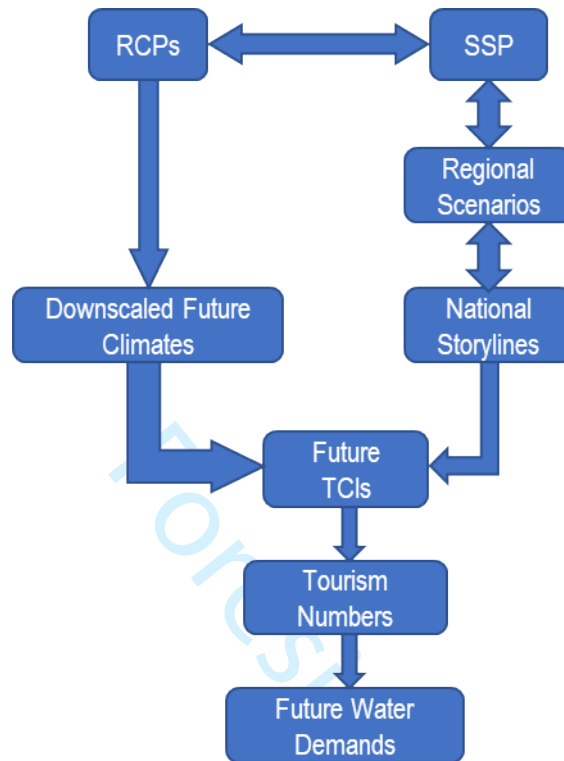 RCPs
SSP
Regional
Scenarios
Downscaled Future
Climates
National
Storylines
Future
TCIs
Tourism
Numbers
Future Water
Demands